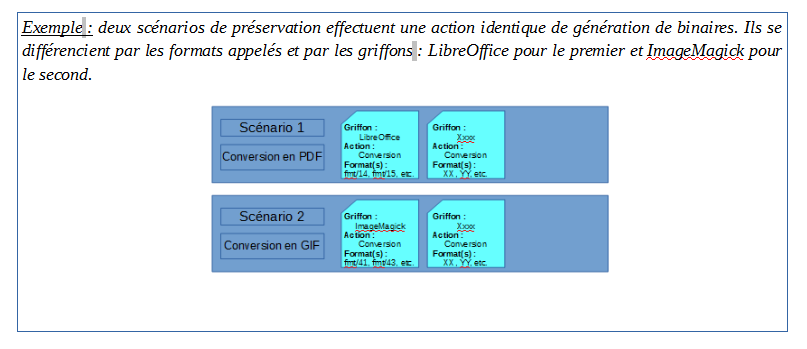 Exemple : deux scénarios de préservation effectuent une action identique de génération de binaires. Ils se
différencient par les formats appelés et par les griffons : LibreOffice pour le premier et ImageMagick pour
le second.
Scénario 1
Conversion en PDF
Griffon :
LibreOffice
Action :
Conversion
Format(s) :
fmt/14, fmt/15, etc.
Griffon :
Xxxx
Action :
Conversion
Format(s) :
XX , YY, etc.
Scénario 2
Conversion en GIF
Griffon :
ImageMagick
Action :
Conversion
Format(s) :
fmt/41, fmt/43, etc.
Griffon :
Xxxx
Action :
Conversion
Format(s) :
XX , YY, etc.